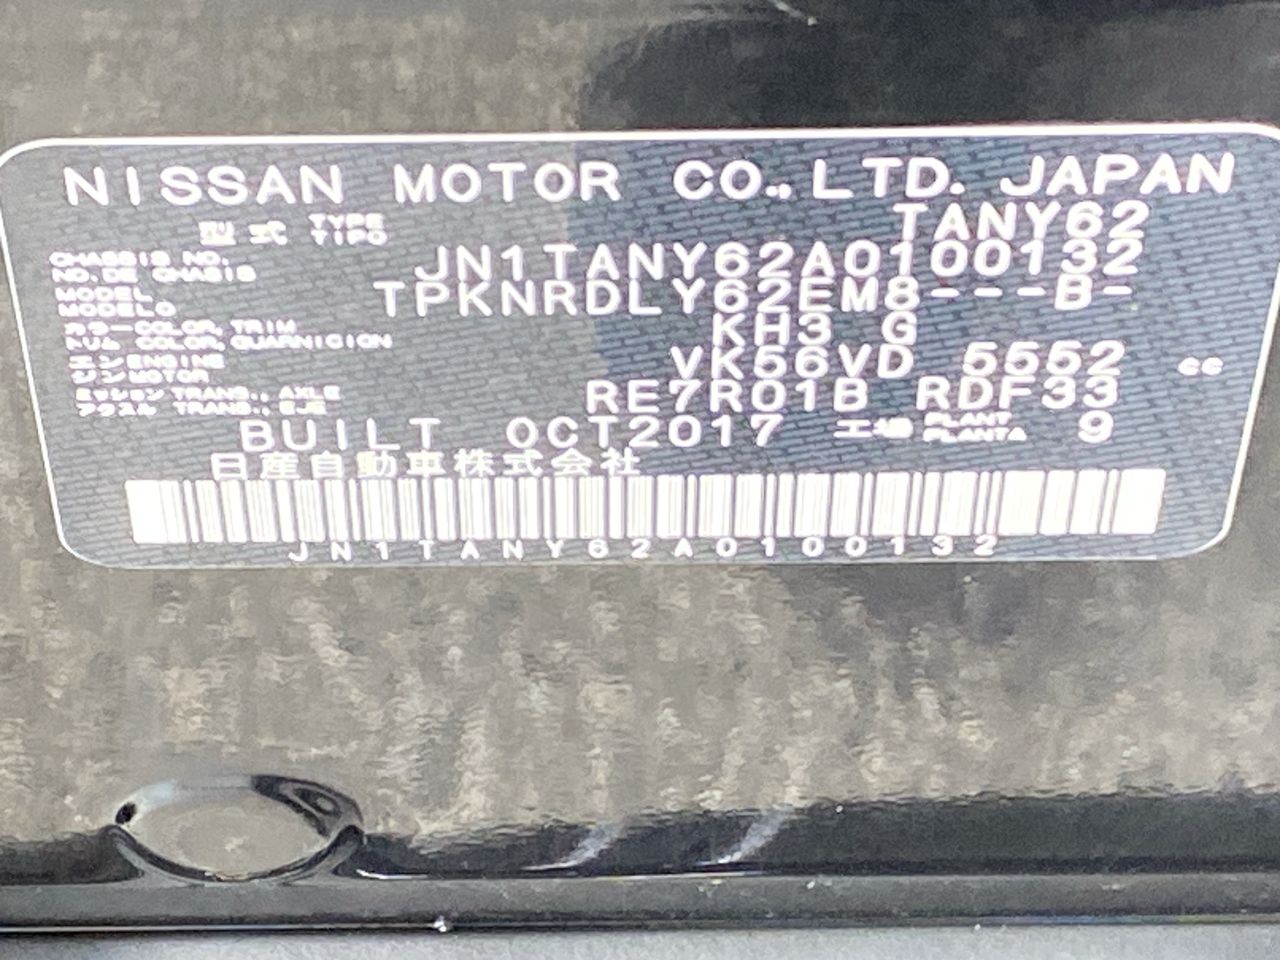 NISSAN MOTOR CO.,LTD. JAPAN
型式 TYPE TIPO TANY62
CHASSIS NO. NO. DE CHASIS JN1TANY62A0100132
MODEL MODELO TPKNRDLY62EM8---B-
カラー COLOR, TRIM トリム COLOR, GUARNICION KH3 G
エンジン ENGINE MOTOR VK56VD 5552 cc
ミッション TRANS., AXLE アクスル TRANS., EJE RE7R01B RDF33
BUILT OCT2017 工場 PLANT PLANTA 9
日産自動車株式会社
JN1TANY62A0100132